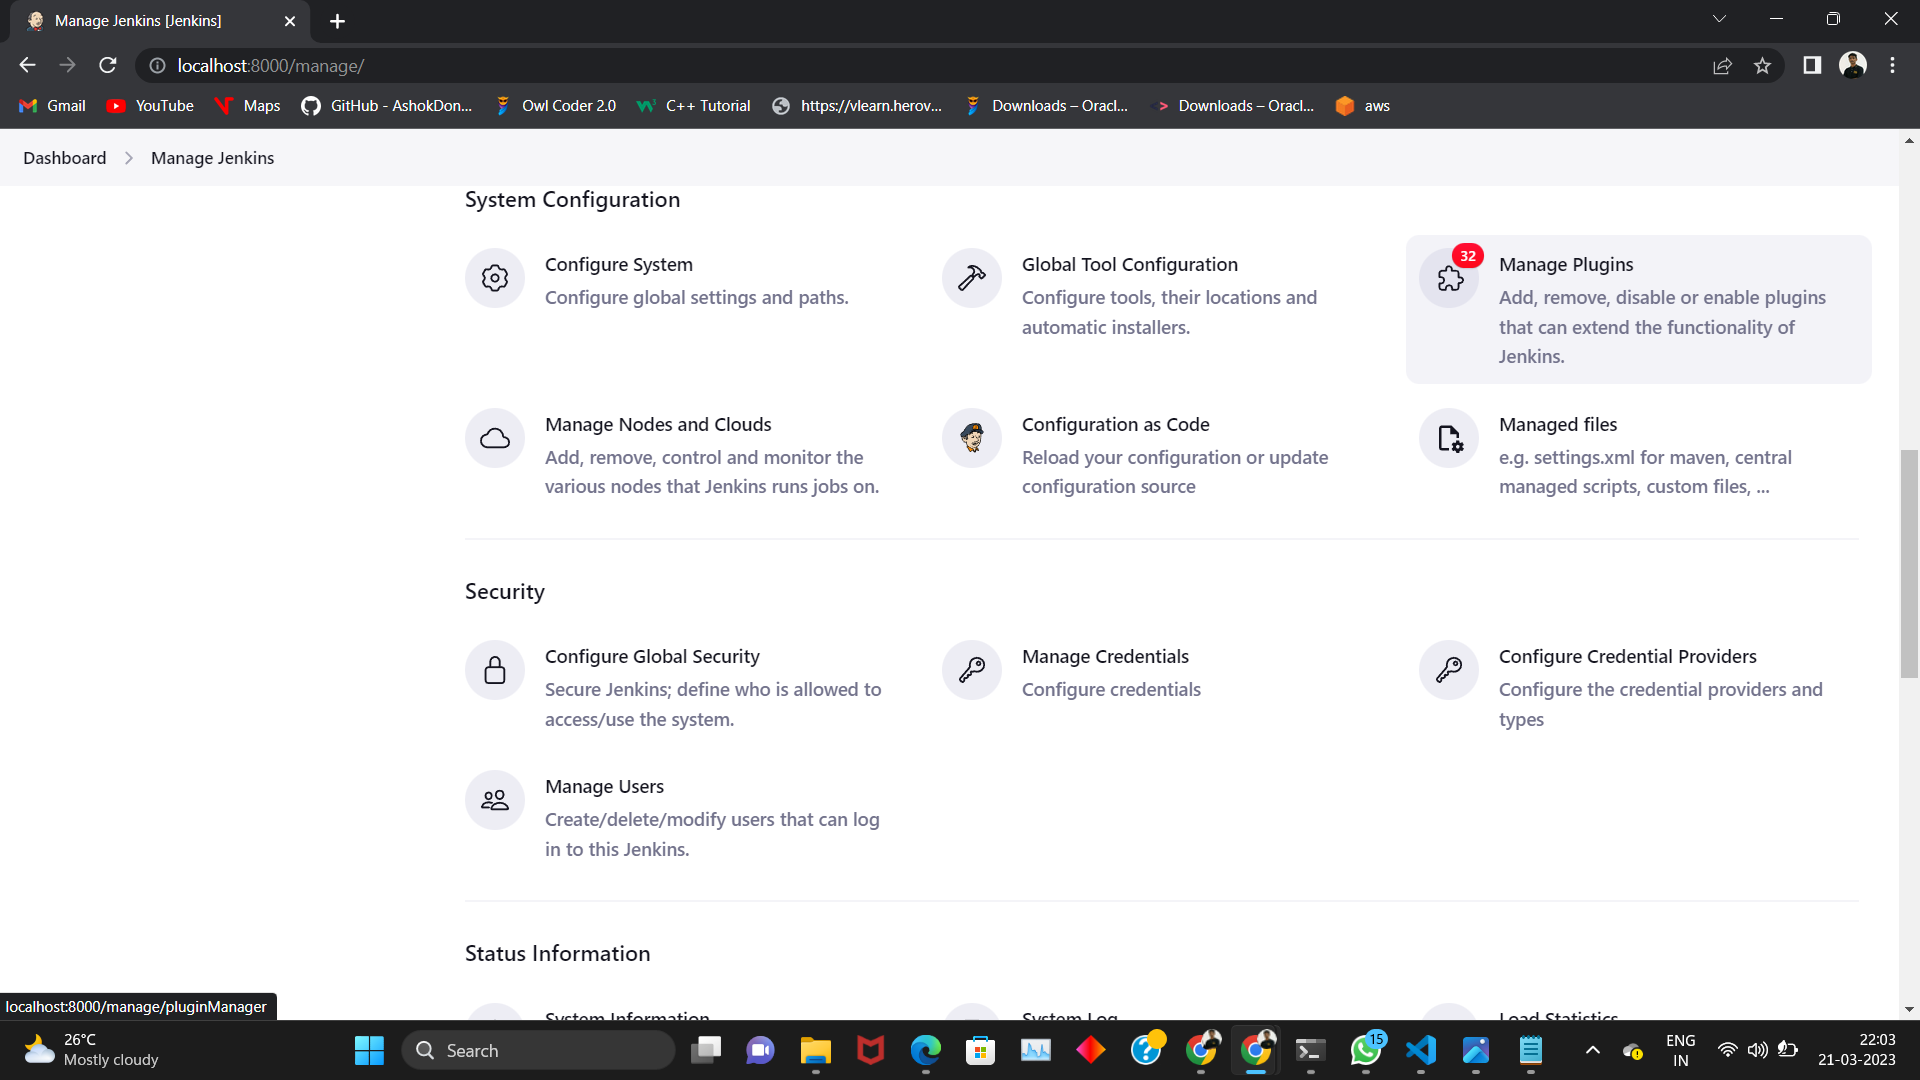 Manage Jenkins [Jenkins]
localhost:8000/manage/
Gmail
YouTube
Maps
GitHub - AshokDon...
Owl Coder 2.0
C++ Tutorial
https://vlearn.herov...
Downloads – Oracl...
Downloads – Oracl...
aws
Dashboard
Manage Jenkins
System Configuration
Configure System
Configure global settings and paths.
Global Tool Configuration
Configure tools, their locations and
automatic installers.
32
Manage Plugins
Add, remove, disable or enable plugins
that can extend the functionality of
Jenkins.
Manage Nodes and Clouds
Add, remove, control and monitor the
various nodes that Jenkins runs jobs on.
Configuration as Code
Reload your configuration or update
configuration source
Managed files
e.g. settings.xml for maven, central
managed scripts, custom files, ...
Security
Configure Global Security
Secure Jenkins; define who is allowed to
access/use the system.
Manage Credentials
Configure credentials
Configure Credential Providers
Configure the credential providers and
types
Manage Users
Create/delete/modify users that can log
in to this Jenkins.
Status Information
System Information
System Log
Load Statistics
localhost:8000/manage/pluginManager
26°C
Mostly cloudy
Search
15
ENG
IN
22:03
21-03-2023